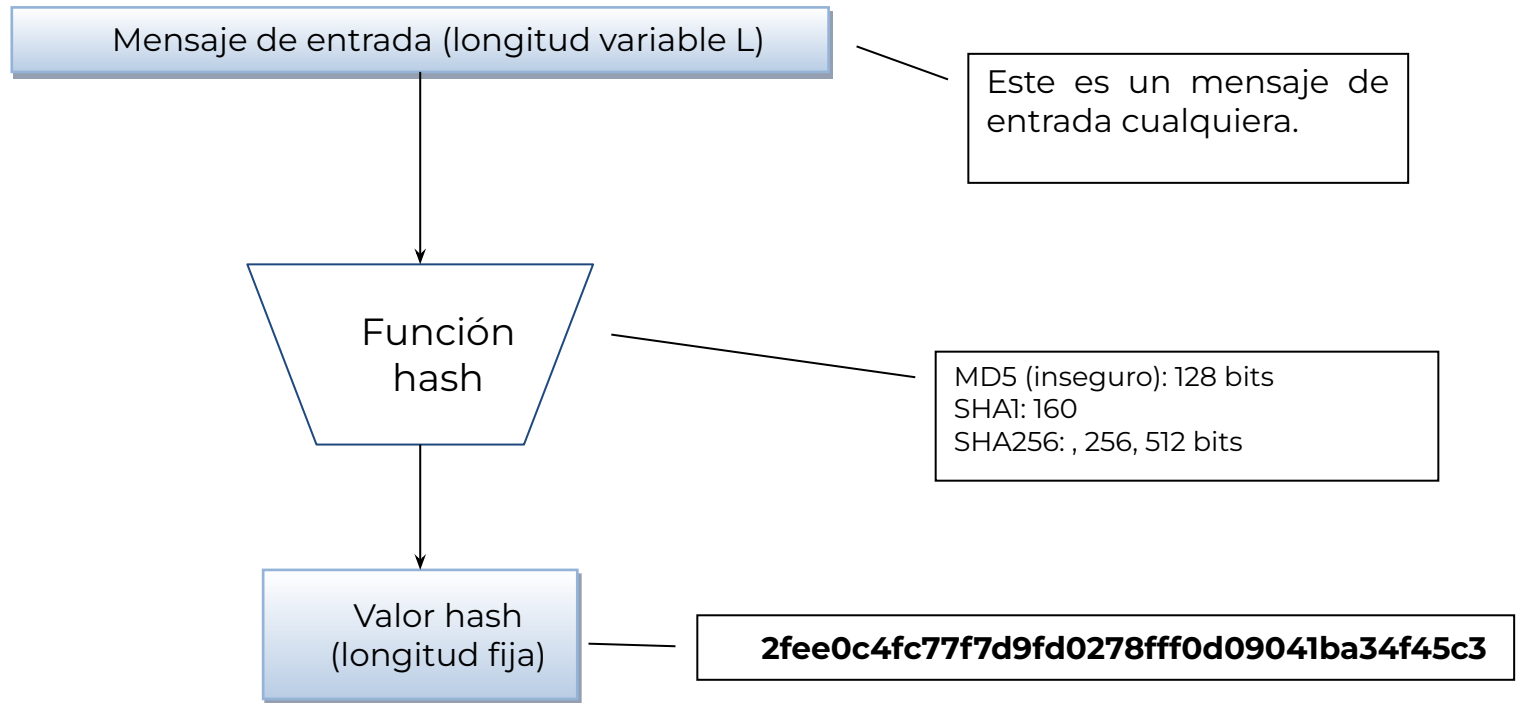 Mensaje de entrada (longitud variable L)
Este es un mensaje de
entrada cualquiera.
Función
hash
MD5 (inseguro): 128 bits
SHA1: 160
SHA256: , 256, 512 bits
Valor hash
(longitud fija)
2fee0c4fc77f7d9fd0278fff0d09041ba34f45c3